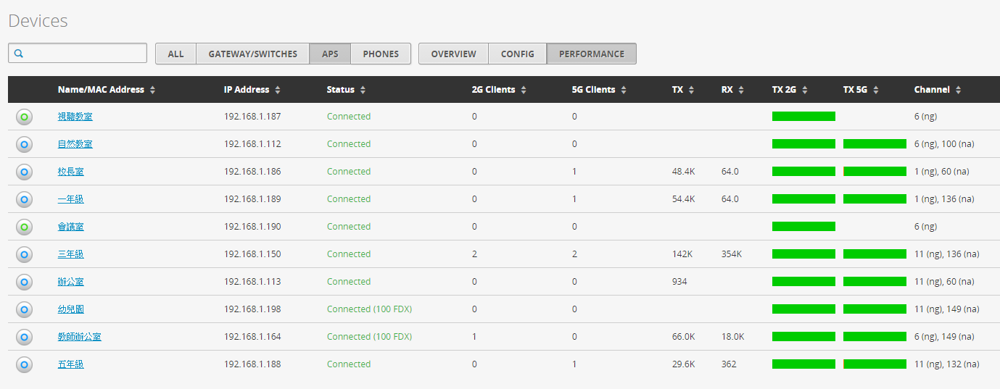 Devices
ALL GATEWAY/SWITCHES APS PHONES OVERVIEW CONFIG PERFORMANCE
Name/MAC Address IP Address Status 2G Clients 5G Clients TX RX TX 2G TX 5G Channel
視聽教室 192.168.1.187 Connected 0 0 6 (ng)
自然教室 192.168.1.112 Connected 0 0 6 (ng), 100 (na)
校長室 192.168.1.186 Connected 0 1 48.4K 64.0 1 (ng), 60 (na)
一年級 192.168.1.189 Connected 0 1 54.4K 64.0 1 (ng), 136 (na)
會議室 192.168.1.190 Connected 0 0 6 (ng)
三年級 192.168.1.150 Connected 2 2 142K 354K 11 (ng), 136 (na)
辦公室 192.168.1.113 Connected 0 0 934 11 (ng), 60 (na)
幼兒園 192.168.1.198 Connected (100 FDX) 0 0 11 (ng), 149 (na)
教師辦公室 192.168.1.164 Connected (100 FDX) 1 0 66.0K 18.0K 6 (ng), 149 (na)
五年級 192.168.1.188 Connected 0 1 29.6K 362 11 (ng), 132 (na)